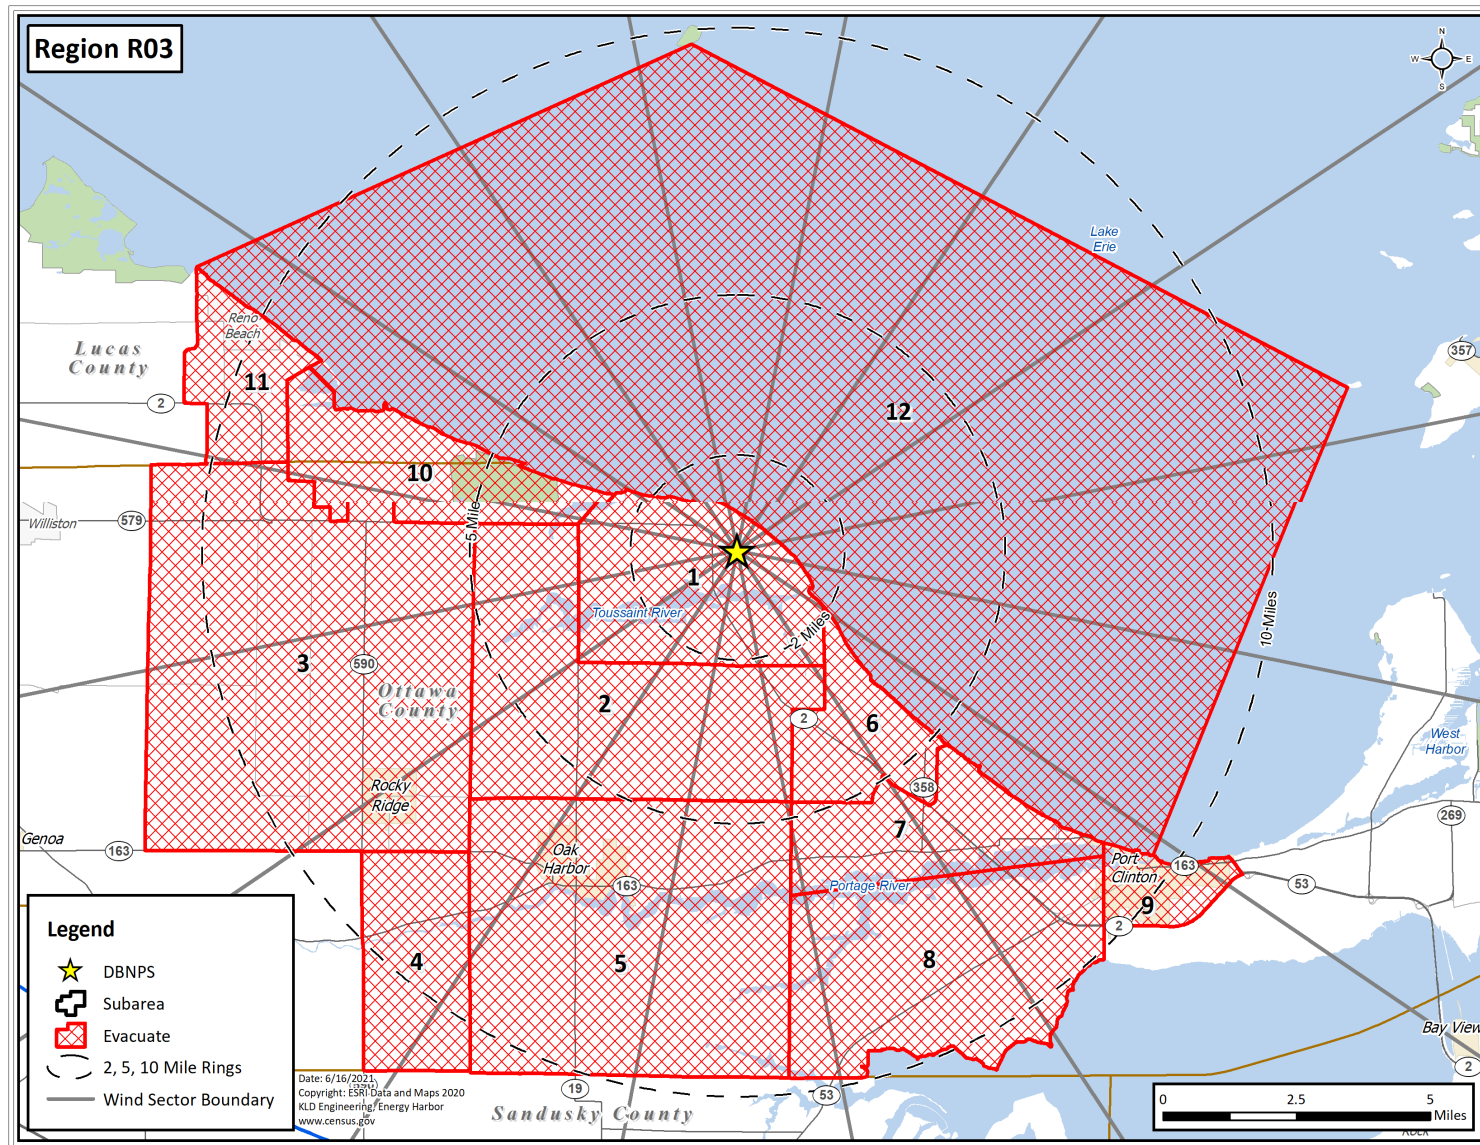 Region R03
N
W E
S
Lake
Erie
357
Reno
Beach
Lucas
County
11
2
12
10
Williston
579
5 Mile
1
Toussaint River
2 Miles
10 Miles
3
590
Ottawa
County
2
2
6
West
Harbor
Rocky
Ridge
358
269
7
Genoa
163
Oak
Harbor
163
Port
Clinton
163
53
Portage River
9
2
4
5
8
Legend
DBNPS
Subarea
Evacuate
2, 5, 10 Mile Rings
Wind Sector Boundary
Bay View
2
Date: 6/16/2021
Copyright: ESRI Data and Maps 2020
KLD Engineering, Energy Harbor
www.census.gov
19
53
Sandusky County
0 2.5 5
Miles